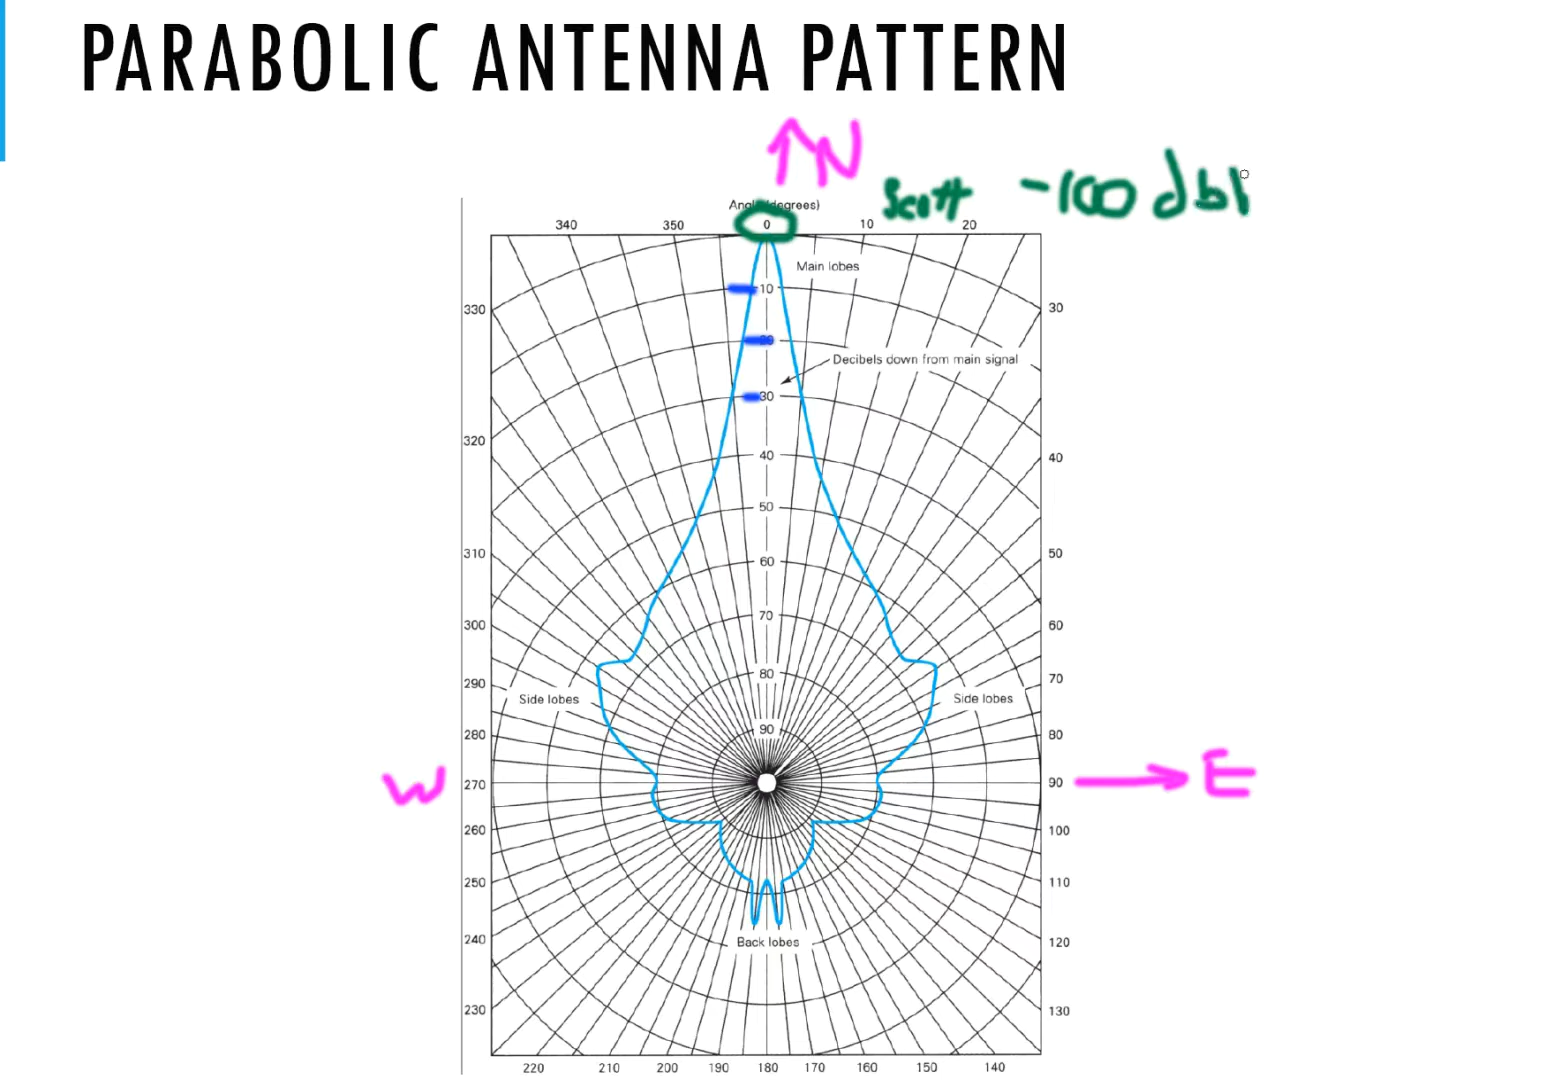 PARABOLIC ANTENNA PATTERN
N
Scott -100 dbl
Angle (degrees)
340 350 0 10 20
Main lobes
10
330 30
20
Decibels down from main signal
30
320 40
40
50
310 50
60
300 70 60
80
290 70
Side lobes Side lobes
90
280 80
W 270 90 E
260 100
250 110
240 Back lobes 120
230 130
220 210 200 190 180 170 160 150 140